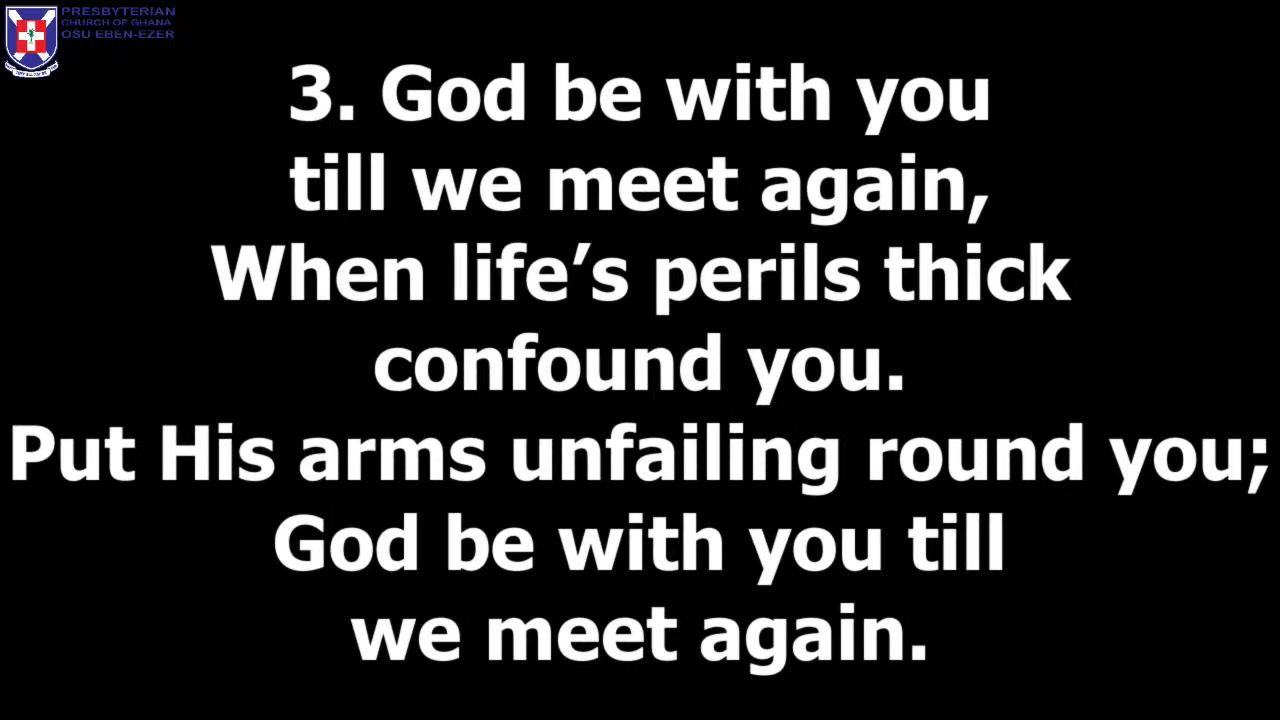 PRESBYTERIAN
CHURCH OF GHANA
OSU EBEN-EZER
3. God be with you
till we meet again,
When life’s perils thick
confound you.
Put His arms unfailing round you;
God be with you till
we meet again.